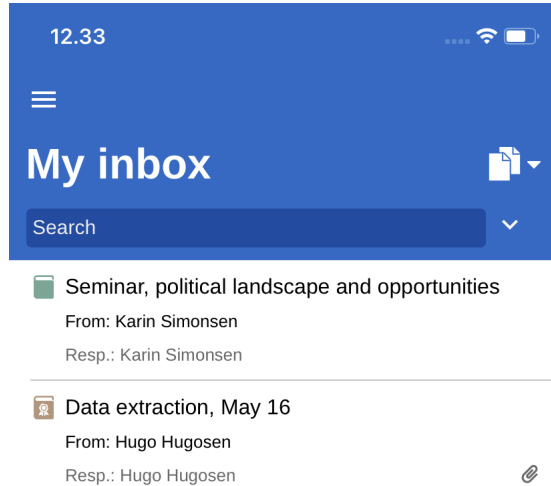 12.33
My inbox
Search
Seminar, political landscape and opportunities
From: Karin Simonsen
Resp.: Karin Simonsen
Data extraction, May 16
From: Hugo Hugosen
Resp.: Hugo Hugosen